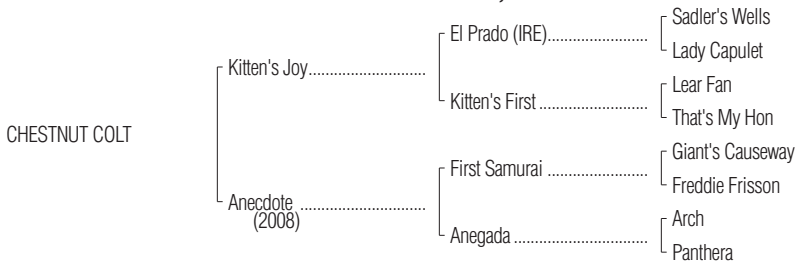 Sadler's Wells
El Prado (IRE)
Lady Capulet
Kitten's Joy
Lear Fan
Kitten's First
That's My Hon
CHESTNUT COLT
Giant's Causeway
First Samurai
Freddie Frisson
Anecdote
(2008)
Arch
Anegada
Panthera